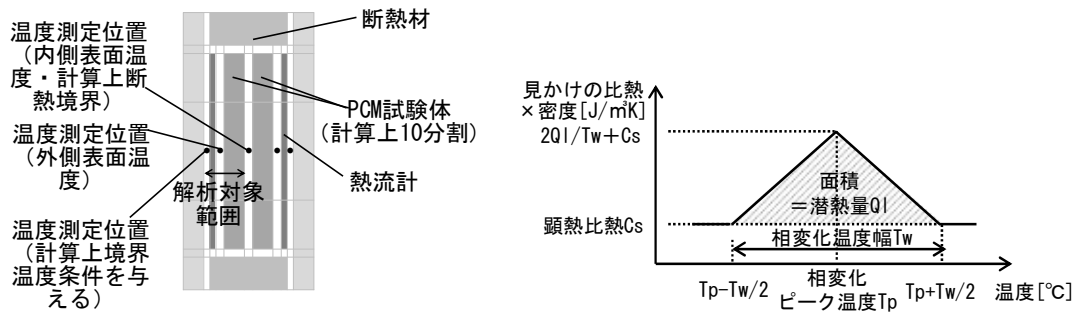 温度測定位置
（内側表面温
度・計算上断
熱境界）
温度測定位置
（外側表面温
度）
温度測定位置
（計算上境界
温度条件を与
える）
断熱材
PCM試験体
（計算上10分割）
熱流計
解析対象
範囲
見かけの比熱
×密度[J/㎥K]
2Ql/Tw＋Cs
顕熱比熱Cs
面積
＝潜熱量Ql
相変化温度幅Tw
Tp−Tw/2
相変化
ピーク温度Tp
Tp+Tw/2
温度[℃]